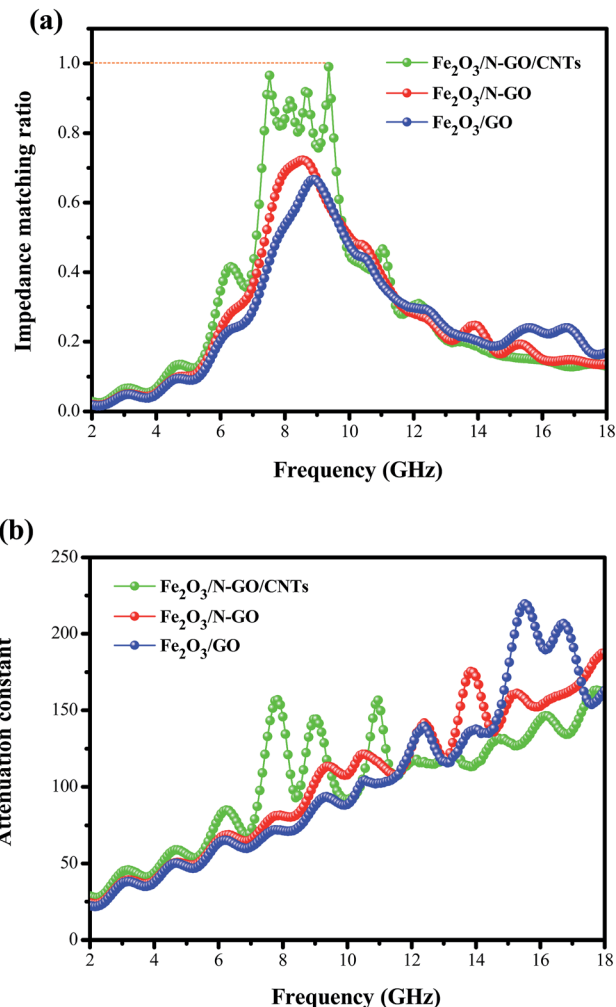 (a)
Impedance matching ratio
1.0
0.8
0.6
0.4
0.2
0.0
Fe₂O₃/N-GO/CNTs
Fe₂O₃/N-GO
Fe₂O₃/GO
2 4 6 8 10 12 14 16 18
Frequency (GHz)
(b)
Attenuation constant
250
200
150
100
50
0
Fe₂O₃/N-GO/CNTs
Fe₂O₃/N-GO
Fe₂O₃/GO
2 4 6 8 10 12 14 16 18
Frequency (GHz)